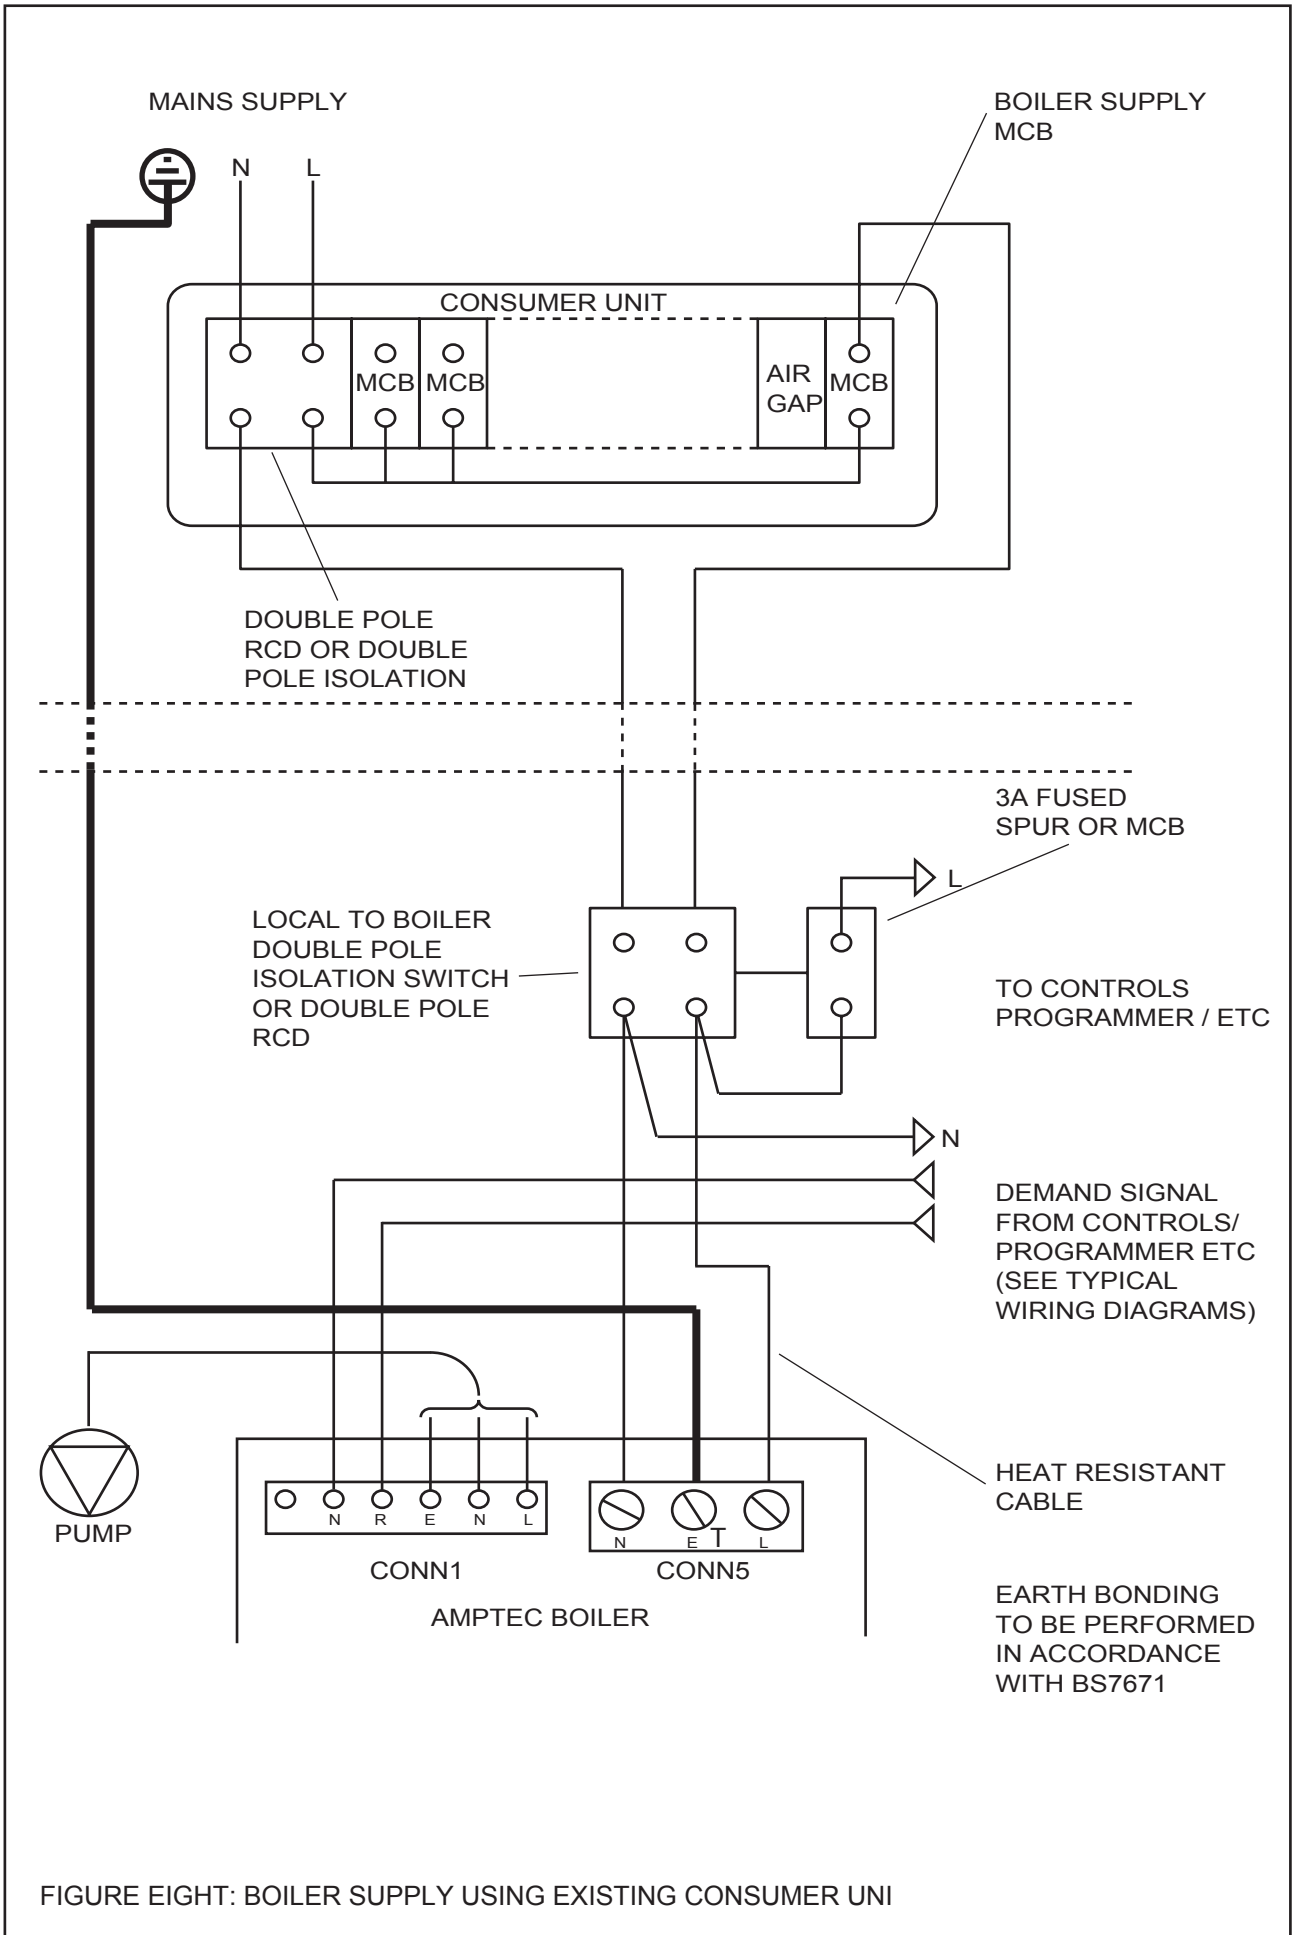 MAINS SUPPLY
BOILER SUPPLY
MCB
N
L
CONSUMER UNIT
MCB
MCB
AIR
GAP
MCB
DOUBLE POLE
RCD OR DOUBLE
POLE ISOLATION
3A FUSED
SPUR OR MCB
L
LOCAL TO BOILER
DOUBLE POLE
ISOLATION SWITCH
OR DOUBLE POLE
RCD
TO CONTROLS
PROGRAMMER / ETC
N
DEMAND SIGNAL
FROM CONTROLS/
PROGRAMMER ETC
(SEE TYPICAL
WIRING DIAGRAMS)
HEAT RESISTANT
CABLE
PUMP
N R E N L
N E T L
CONN1
CONN5
AMPTEC BOILER
EARTH BONDING
TO BE PERFORMED
IN ACCORDANCE
WITH BS7671
FIGURE EIGHT: BOILER SUPPLY USING EXISTING CONSUMER UNI